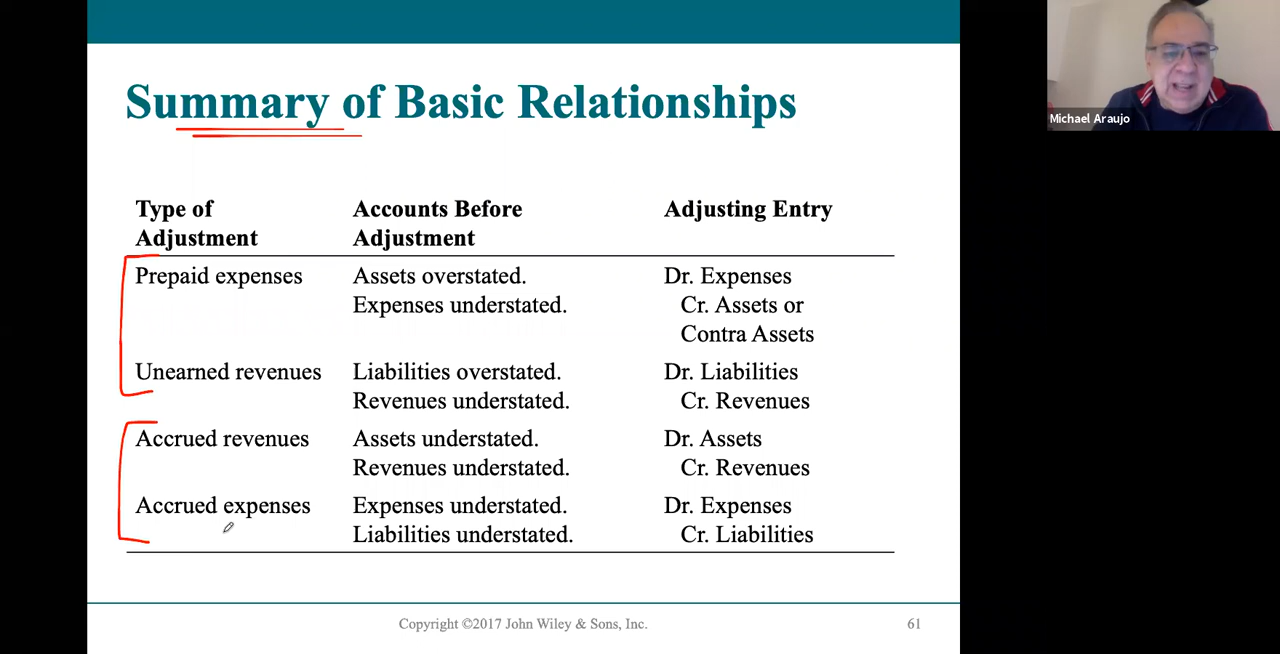 Summary of Basic Relationships
Michael Araujo
Type of Adjustment
Accounts Before Adjustment
Adjusting Entry
Prepaid expenses
Assets overstated.
Expenses understated.
Dr. Expenses
Cr. Assets or
Contra Assets
Unearned revenues
Liabilities overstated.
Revenues understated.
Dr. Liabilities
Cr. Revenues
Accrued revenues
Assets understated.
Revenues understated.
Dr. Assets
Cr. Revenues
Accrued expenses
Expenses understated.
Liabilities understated.
Dr. Expenses
Cr. Liabilities
Copyright ©2017 John Wiley & Sons, Inc.
61